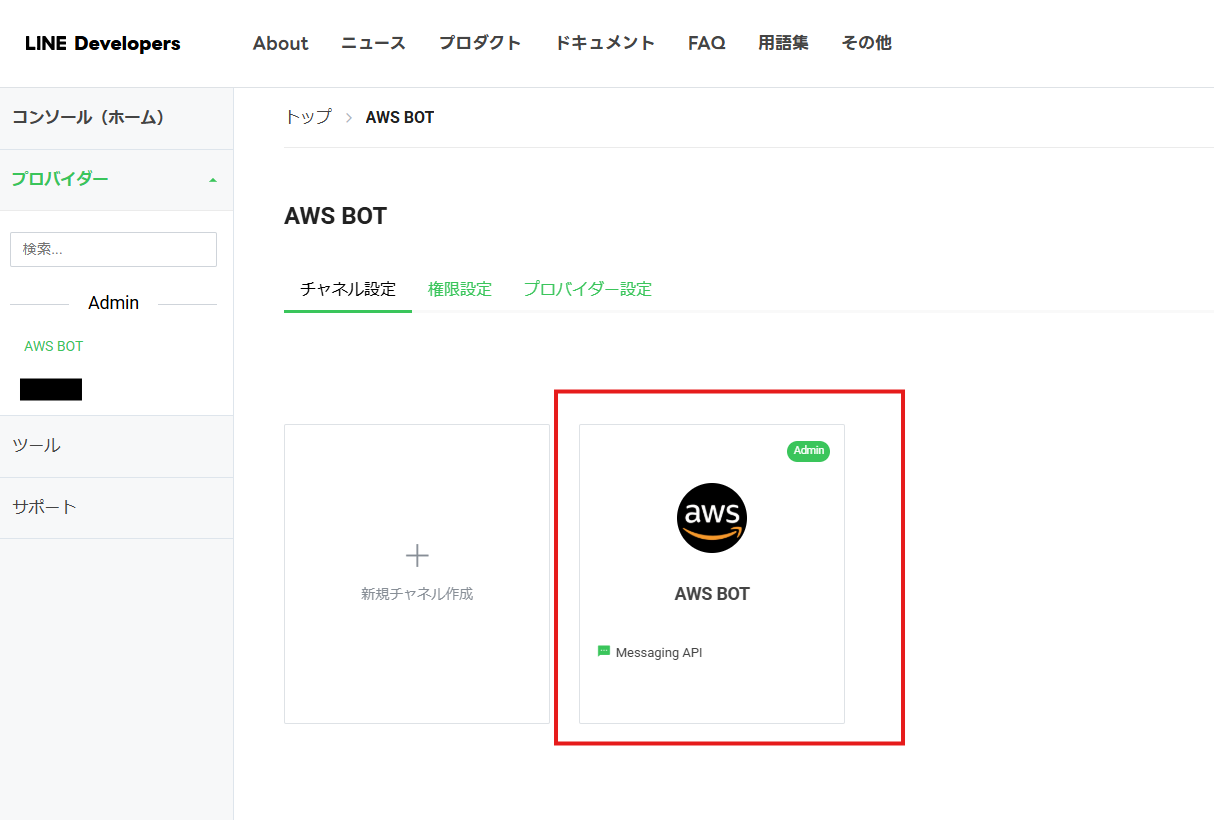 LINE Developers
About ニュース プロダクト ドキュメント FAQ 用語集 その他
コンソール（ホーム）
プロバイダー
検索...
Admin
AWS BOT
ツール
サポート
トップ > AWS BOT
AWS BOT
チャネル設定 権限設定 プロバイダー設定
新規チャネル作成
Admin
aws
AWS BOT
Messaging API